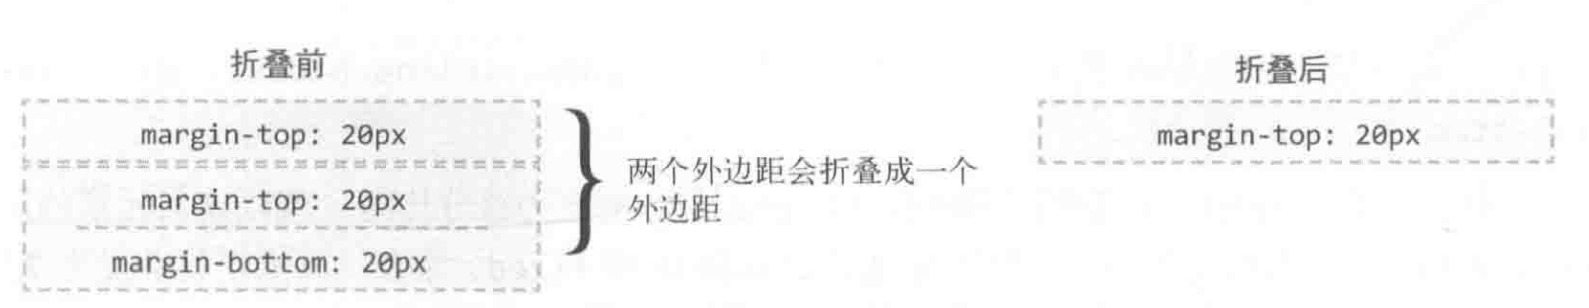 折叠前
margin-top: 20px
margin-top: 20px
margin-bottom: 20px
两个外边距会折叠成一个
外边距
折叠后
margin-top: 20px